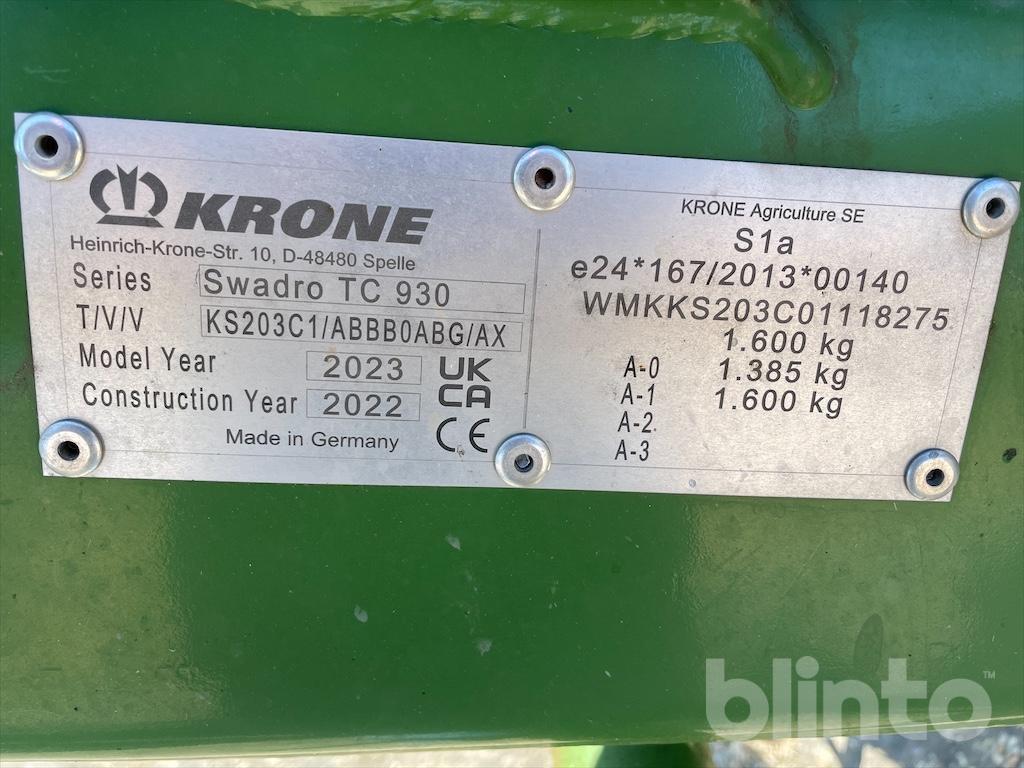 KRONE
Heinrich-Krone-Str. 10, D-48480 Spelle
Series Swadro TC 930
T/V/V KS203C1/ABBB0ABG/AX
Model Year 2023
Construction Year 2022
UK
CA
Made in Germany CE
KRONE Agriculture SE
S1a
e24*167/2013*00140
WMKKS203C01118275
1.600 kg
A-0 1.385 kg
A-1 1.600 kg
A-2
A-3
blinto™